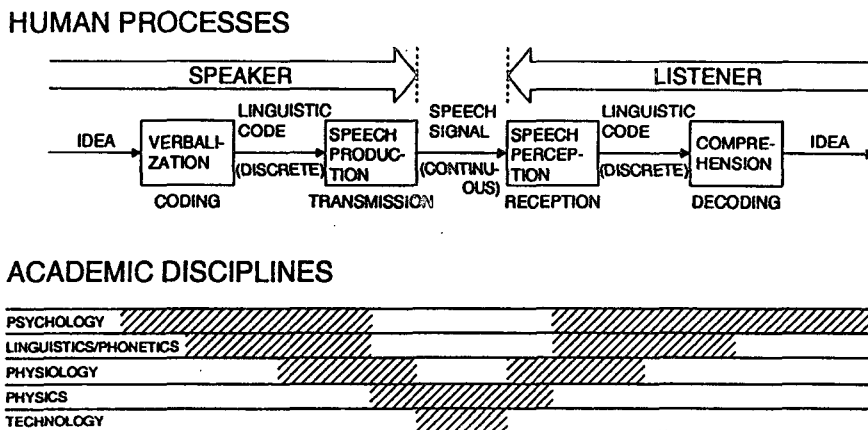 HUMAN PROCESSES
SPEAKER
LISTENER
IDEA
VERBALI-
ZATION
CODING
LINGUISTIC
CODE
(DISCRETE)
SPEECH
PRODUC-
TION
TRANSMISSION
SPEECH
SIGNAL
(CONTINU-
OUS)
SPEECH
PERCEP-
TION
RECEPTION
LINGUISTIC
CODE
(DISCRETE)
COMPRE-
HENSION
DECODING
IDEA
ACADEMIC DISCIPLINES
PSYCHOLOGY
LINGUISTICS/PHONETICS
PHYSIOLOGY
PHYSICS
TECHNOLOGY